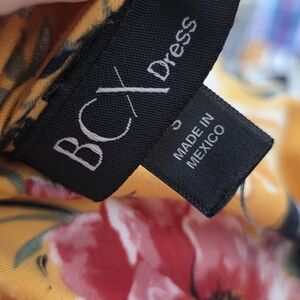 BCX Dress
S
MADE IN
MEXICO